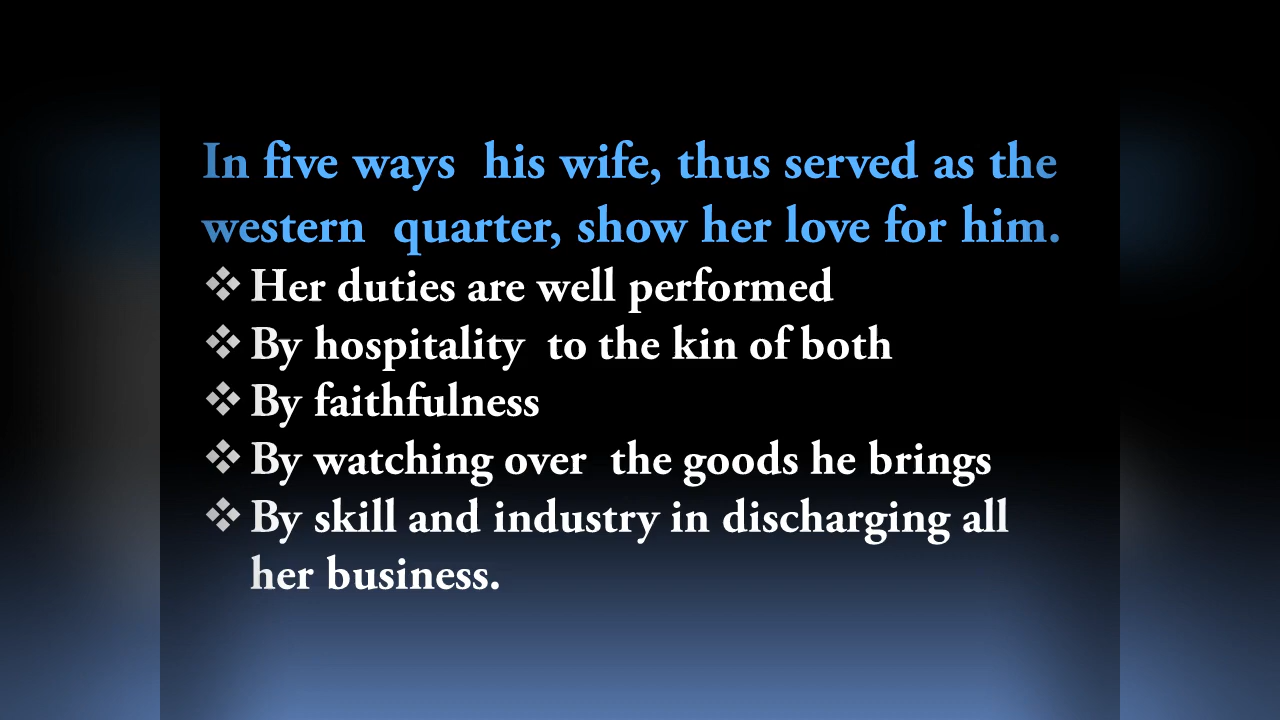 In five ways  his wife, thus served as the
western  quarter, show her love for him.
❖ Her duties are well performed
❖ By hospitality  to the kin of both
❖ By faithfulness
❖ By watching over  the goods he brings
❖ By skill and industry in discharging all
her business.